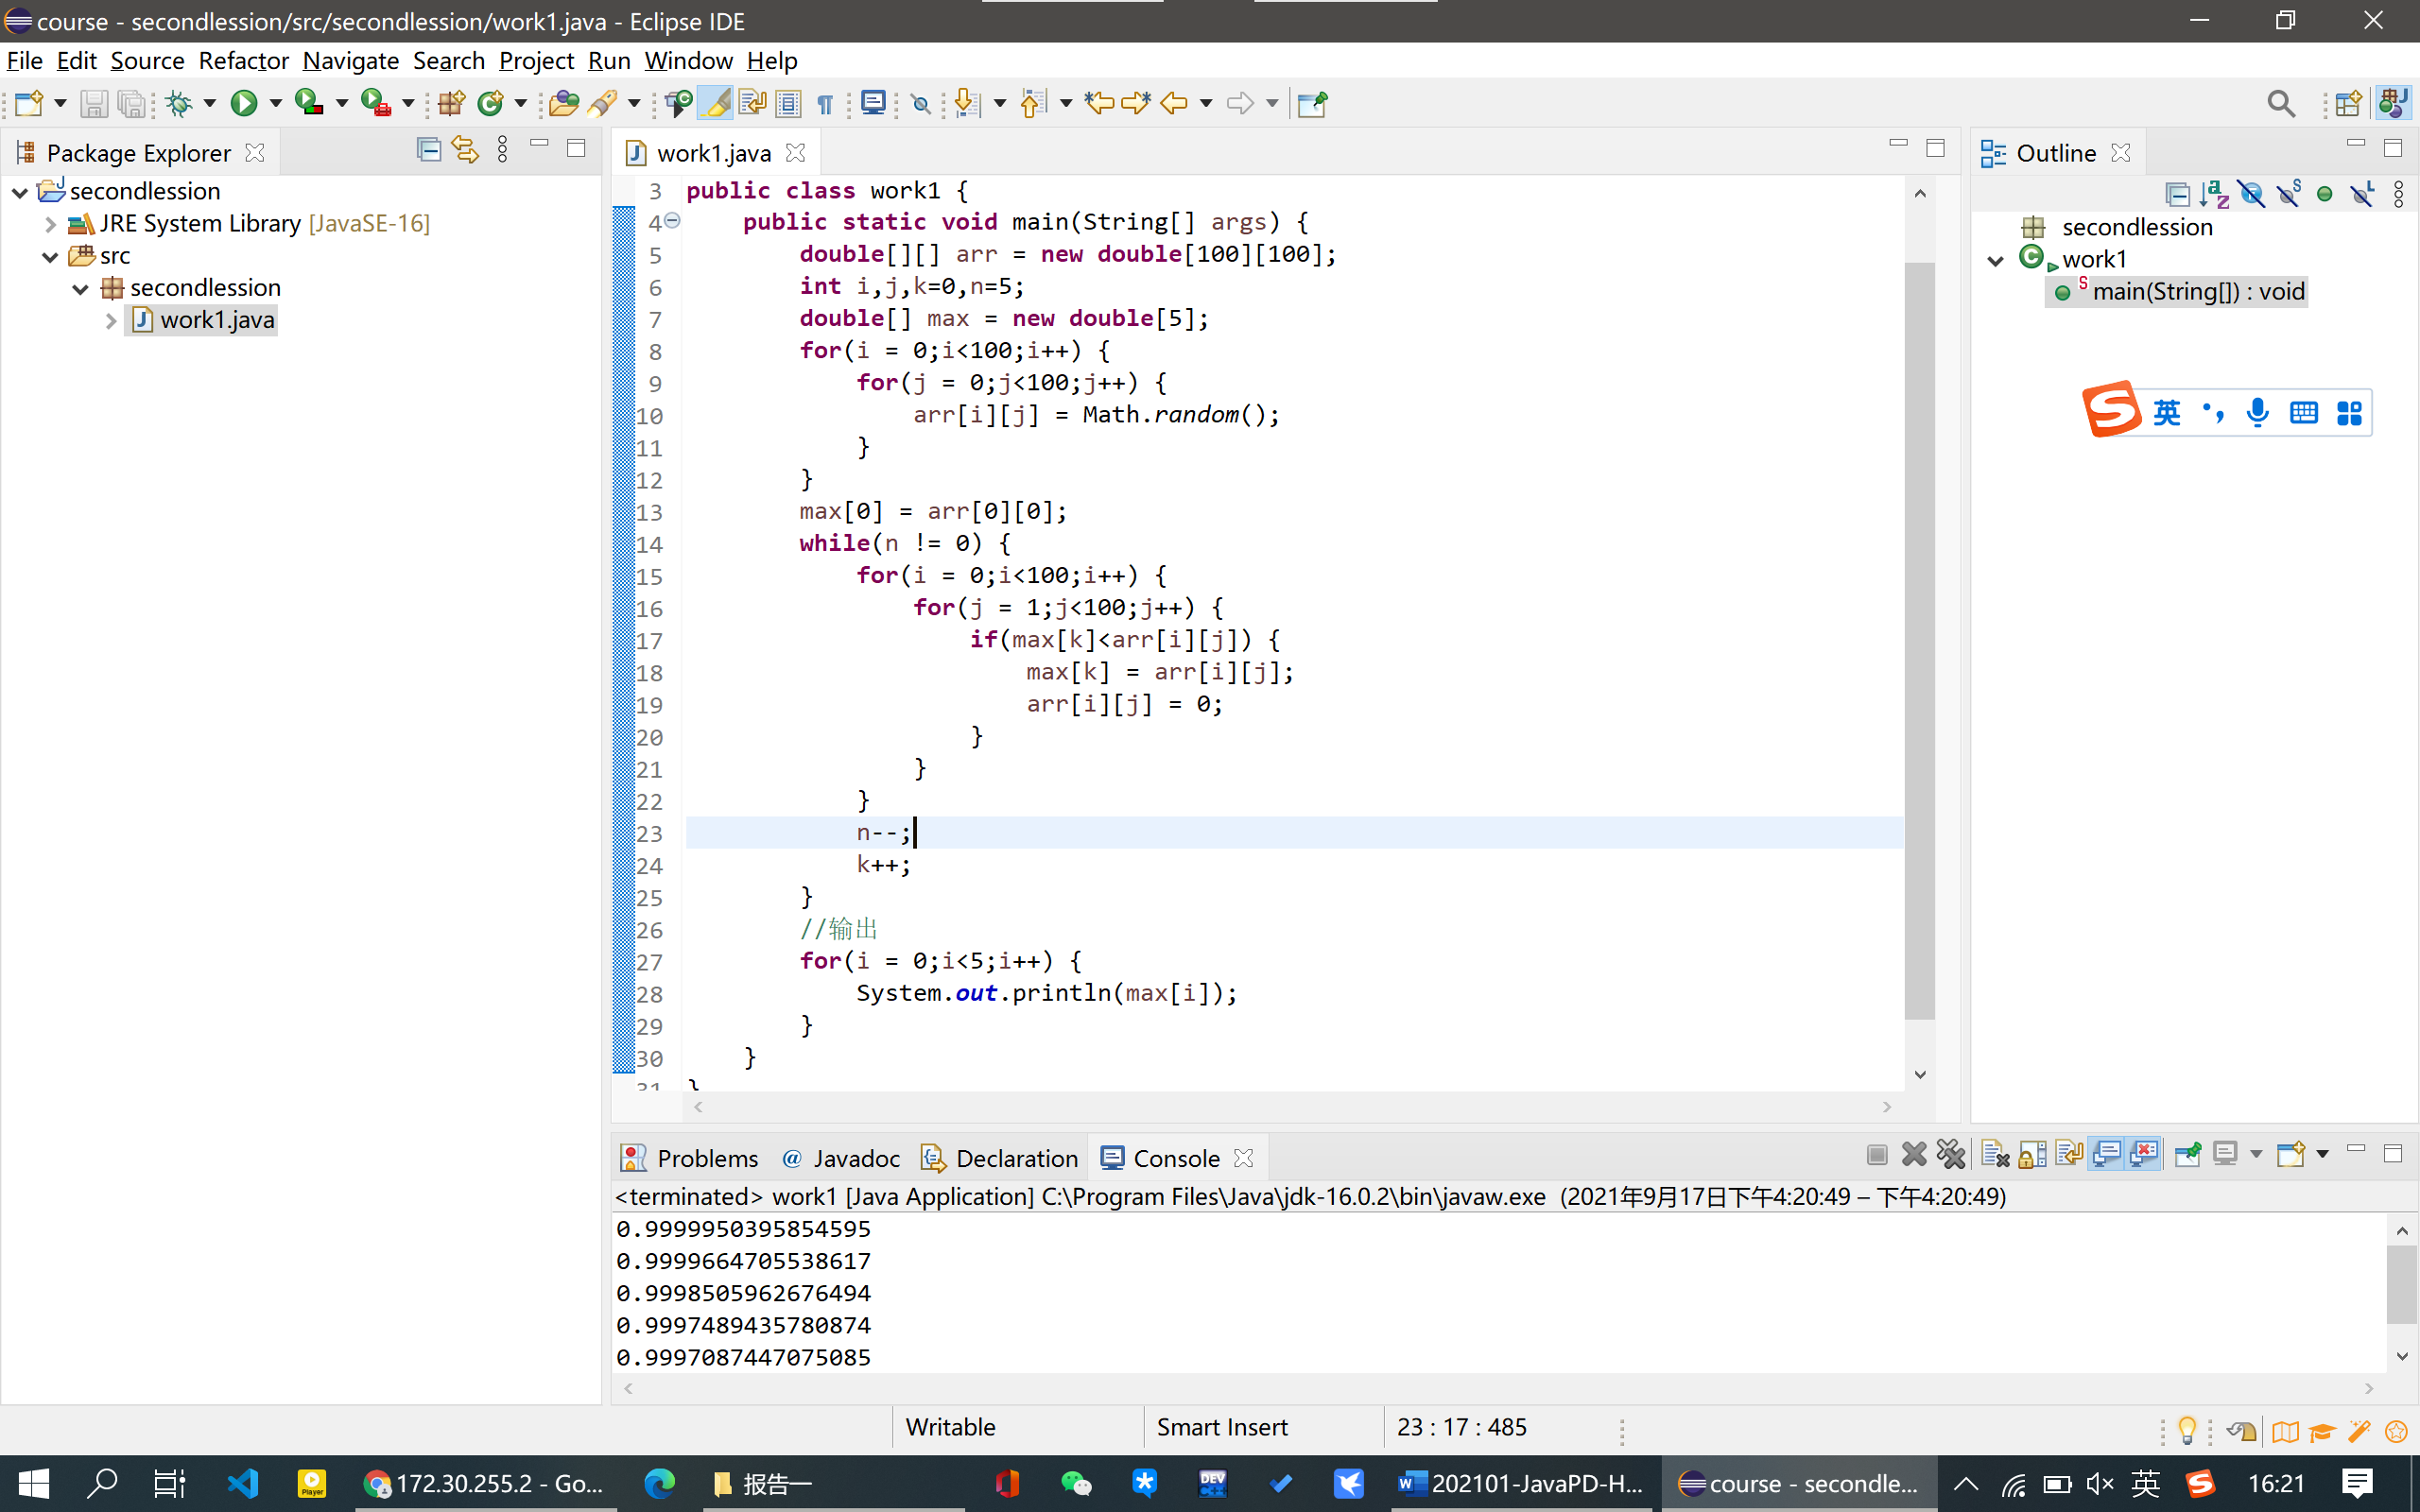 course - secondlession/src/secondlession/work1.java - Eclipse IDE
File Edit Source Refactor Navigate Search Project Run Window Help
Package Explorer
secondlession
JRE System Library [JavaSE-16]
src
secondlession
work1.java
work1.java
3 public class work1 {
4 public static void main(String[] args) {
5 double[][] arr = new double[100][100];
6 int i,j,k=0,n=5;
7 double[] max = new double[5];
8 for(i = 0;i<100;i++) {
9 for(j = 0;j<100;j++) {
10 arr[i][j] = Math.random();
11 }
12 }
13 max[0] = arr[0][0];
14 while(n != 0) {
15 for(i = 0;i<100;i++) {
16 for(j = 1;j<100;j++) {
17 if(max[k]<arr[i][j]) {
18 max[k] = arr[i][j];
19 arr[i][j] = 0;
20 }
21 }
22 }
23 n--;
24 k++;
25 }
26 //输出
27 for(i = 0;i<5;i++) {
28 System.out.println(max[i]);
29 }
30 }
31 }
Outline
secondlession
work1
main(String[]) : void
英
Problems @ Javadoc Declaration Console
<terminated> work1 [Java Application] C:\Program Files\Java\jdk-16.0.2\bin\javaw.exe (2021年9月17日下午4:20:49 – 下午4:20:49)
0.9999950395854595
0.9999664705538617
0.9998505962676494
0.9997489435780874
0.9997087447075085
Writable Smart Insert 23 : 17 : 485
Player 172.30.255.2 - Go... 报告一 DEV 202101-JavaPD-H... course - secondle... 英 16:21